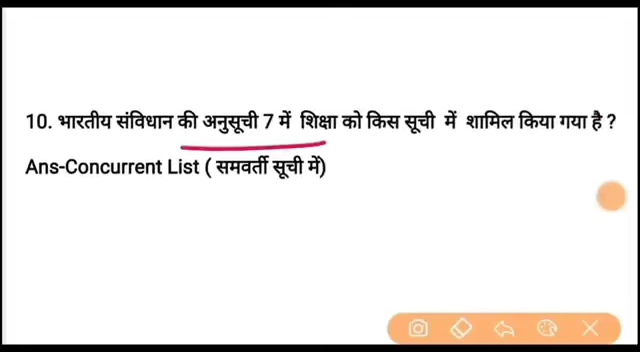 10. भारतीय संविधान की अनुसूची 7 में शिक्षा को किस सूची में शामिल किया गया है ?
Ans-Concurrent List ( समवर्ती सूची में)